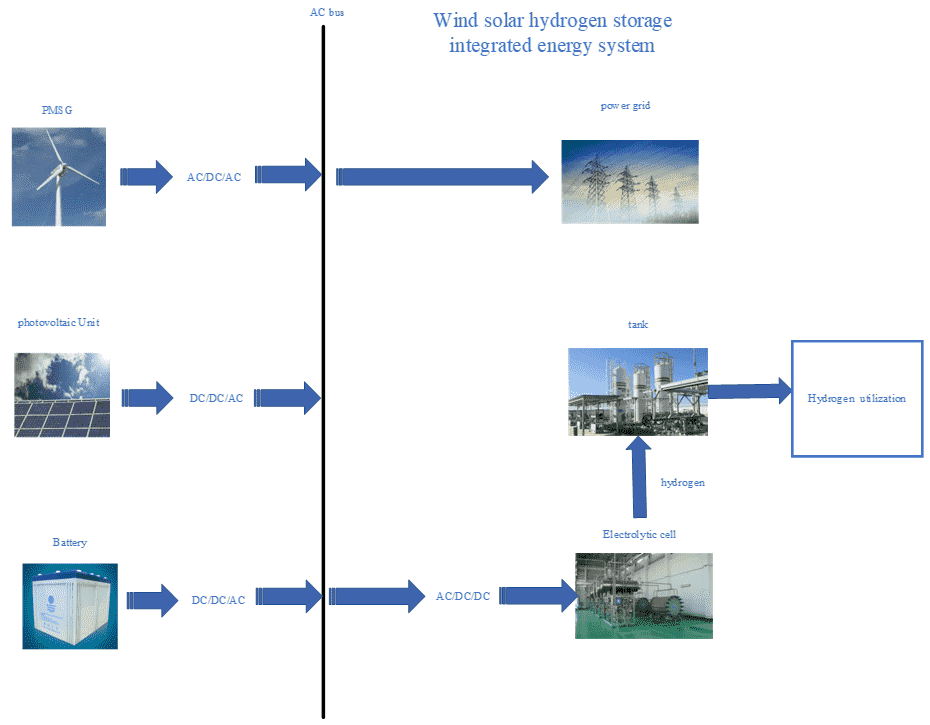 AC bus
Wind solar hydrogen storage
integrated energy system
PMSG
power grid
AC/DC/AC
photovoltaic Unit
tank
DC/DC/AC
Hydrogen utilization
hydrogen
Battery
Electrolytic cell
DC/DC/AC
AC/DC/DC